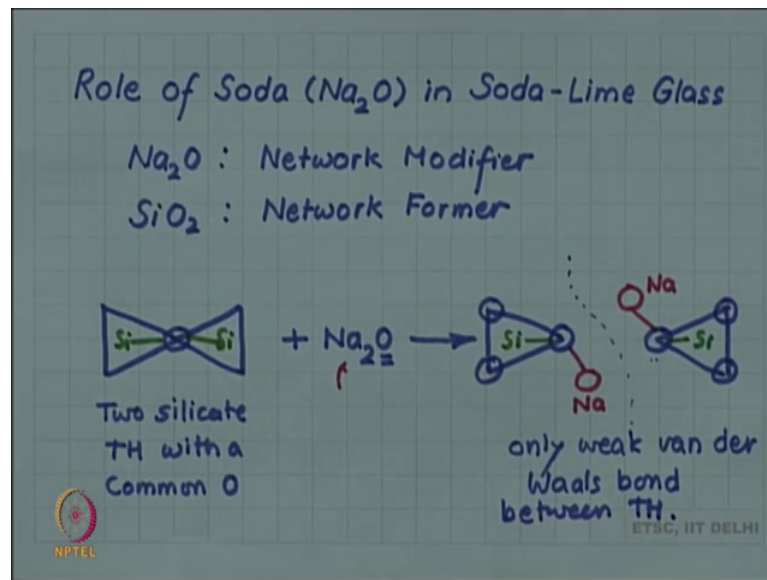 Role of Soda (Na₂O) in Soda-Lime Glass
Na₂O : Network Modifier
SiO₂ : Network Former
Si Si + Na₂O → Si Na Na Si
Two silicate
TH with a
Common O
only weak van der
Waals bond
between TH.
ETSC, IIT DELHI
NPTEL